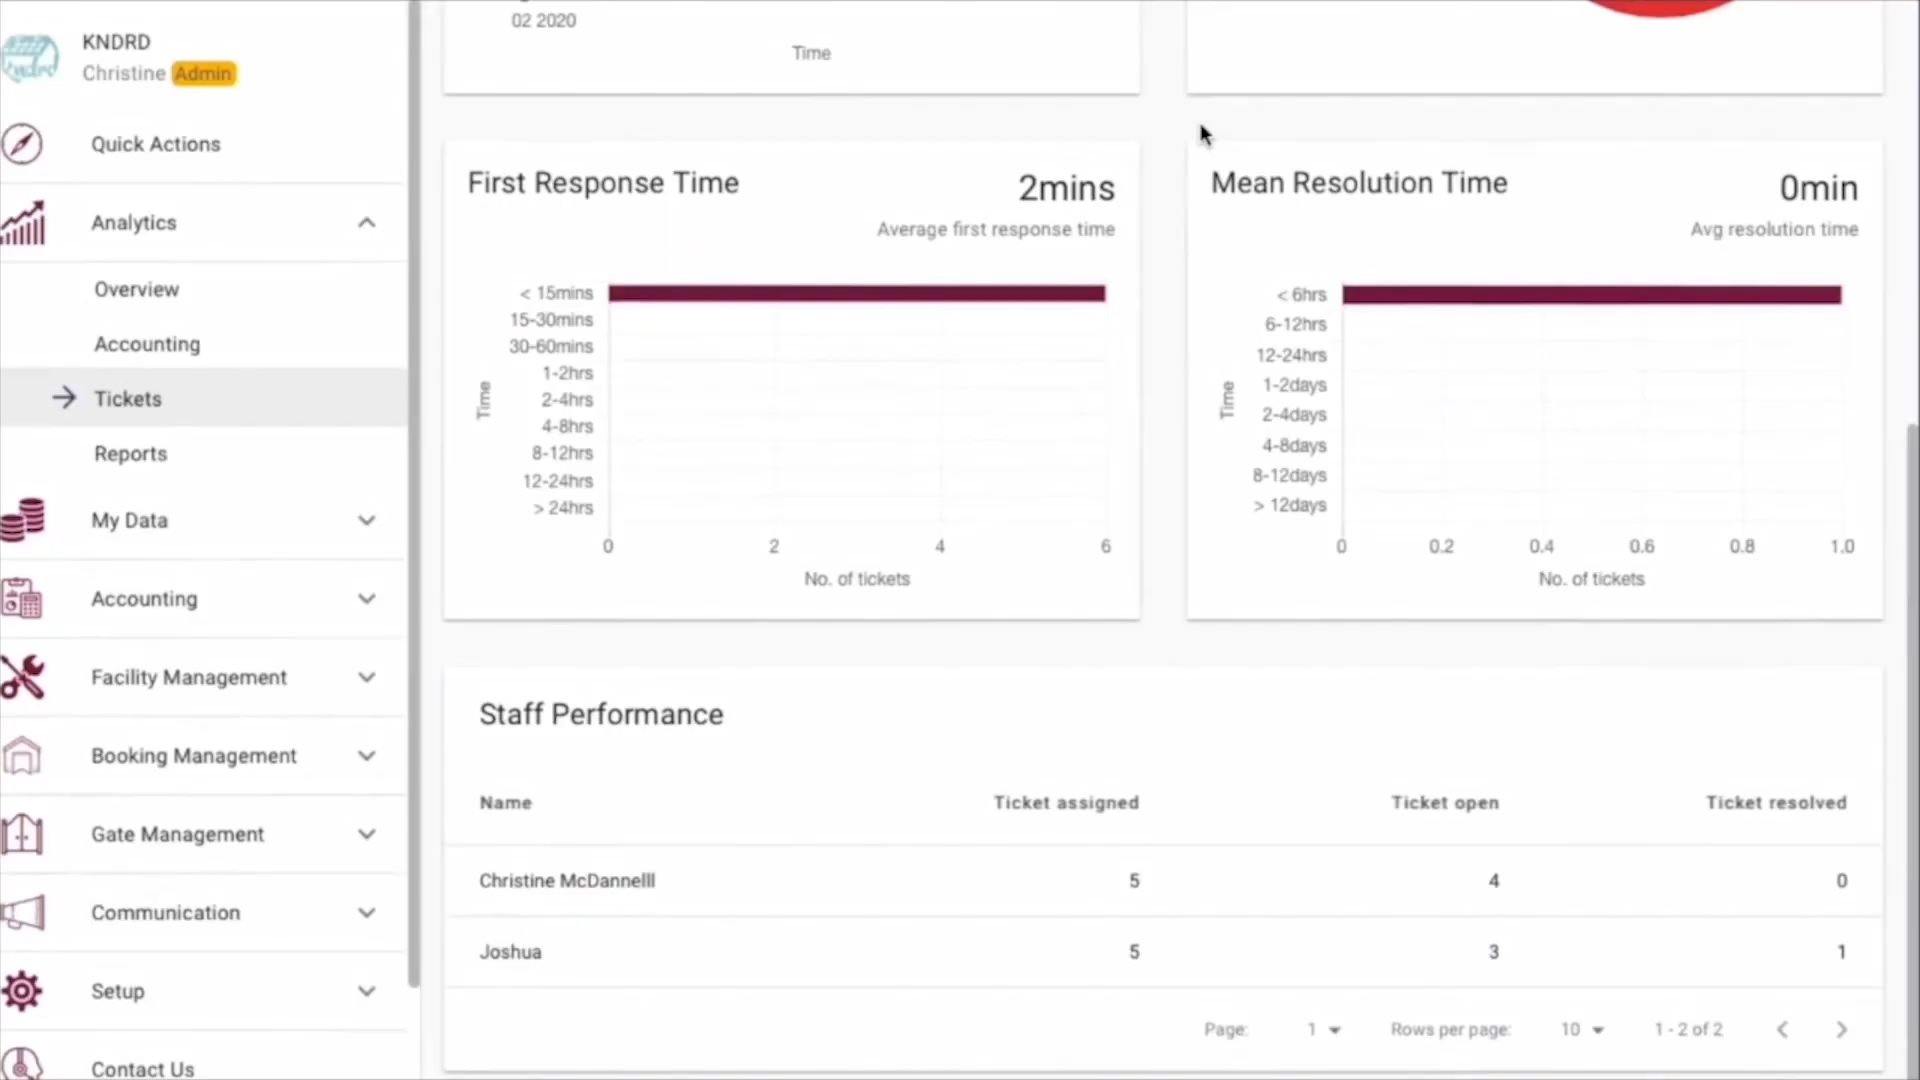 KNDRD
Christine Admin
Quick Actions
Analytics
Overview
Accounting
Tickets
Reports
My Data
Accounting
Facility Management
Booking Management
Gate Management
Communication
Setup
Contact Us
02 2020
Time
First Response Time
2mins
Average first response time
Time
< 15mins
15-30mins
30-60mins
1-2hrs
2-4hrs
4-8hrs
8-12hrs
12-24hrs
> 24hrs
0 2 4 6
No. of tickets
Mean Resolution Time
0min
Avg resolution time
Time
< 6hrs
6-12hrs
12-24hrs
1-2days
2-4days
4-8days
8-12days
> 12days
0 0.2 0.4 0.6 0.8 1.0
No. of tickets
Staff Performance
Name Ticket assigned Ticket open Ticket resolved
Christine McDannelll 5 4 0
Joshua 5 3 1
Page: 1 Rows per page: 10 1 - 2 of 2